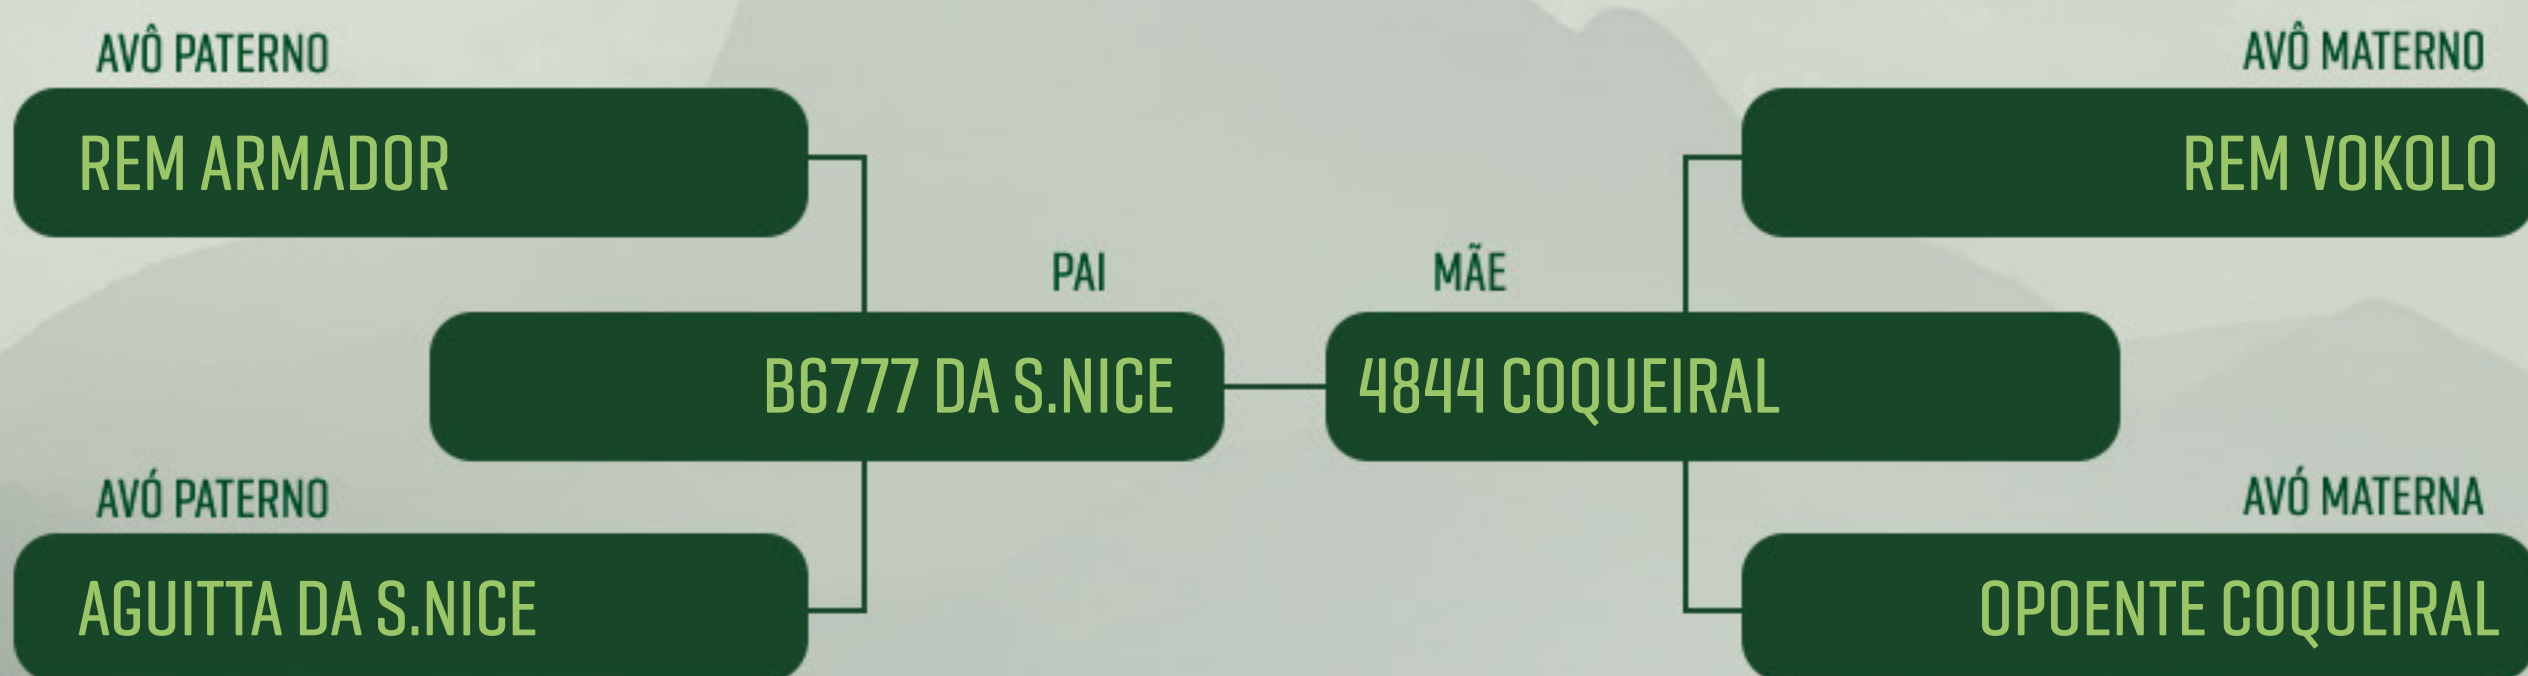 AVÔ PATERNO
AVÔ MATERNO
REM ARMADOR
REM VOKOLO
PAI
MÃE
B6777 DA S.NICE
4844 COQUEIRAL
AVÓ PATERNO
AVÓ MATERNA
AGUITTA DA S.NICE
OPOENTE COQUEIRAL